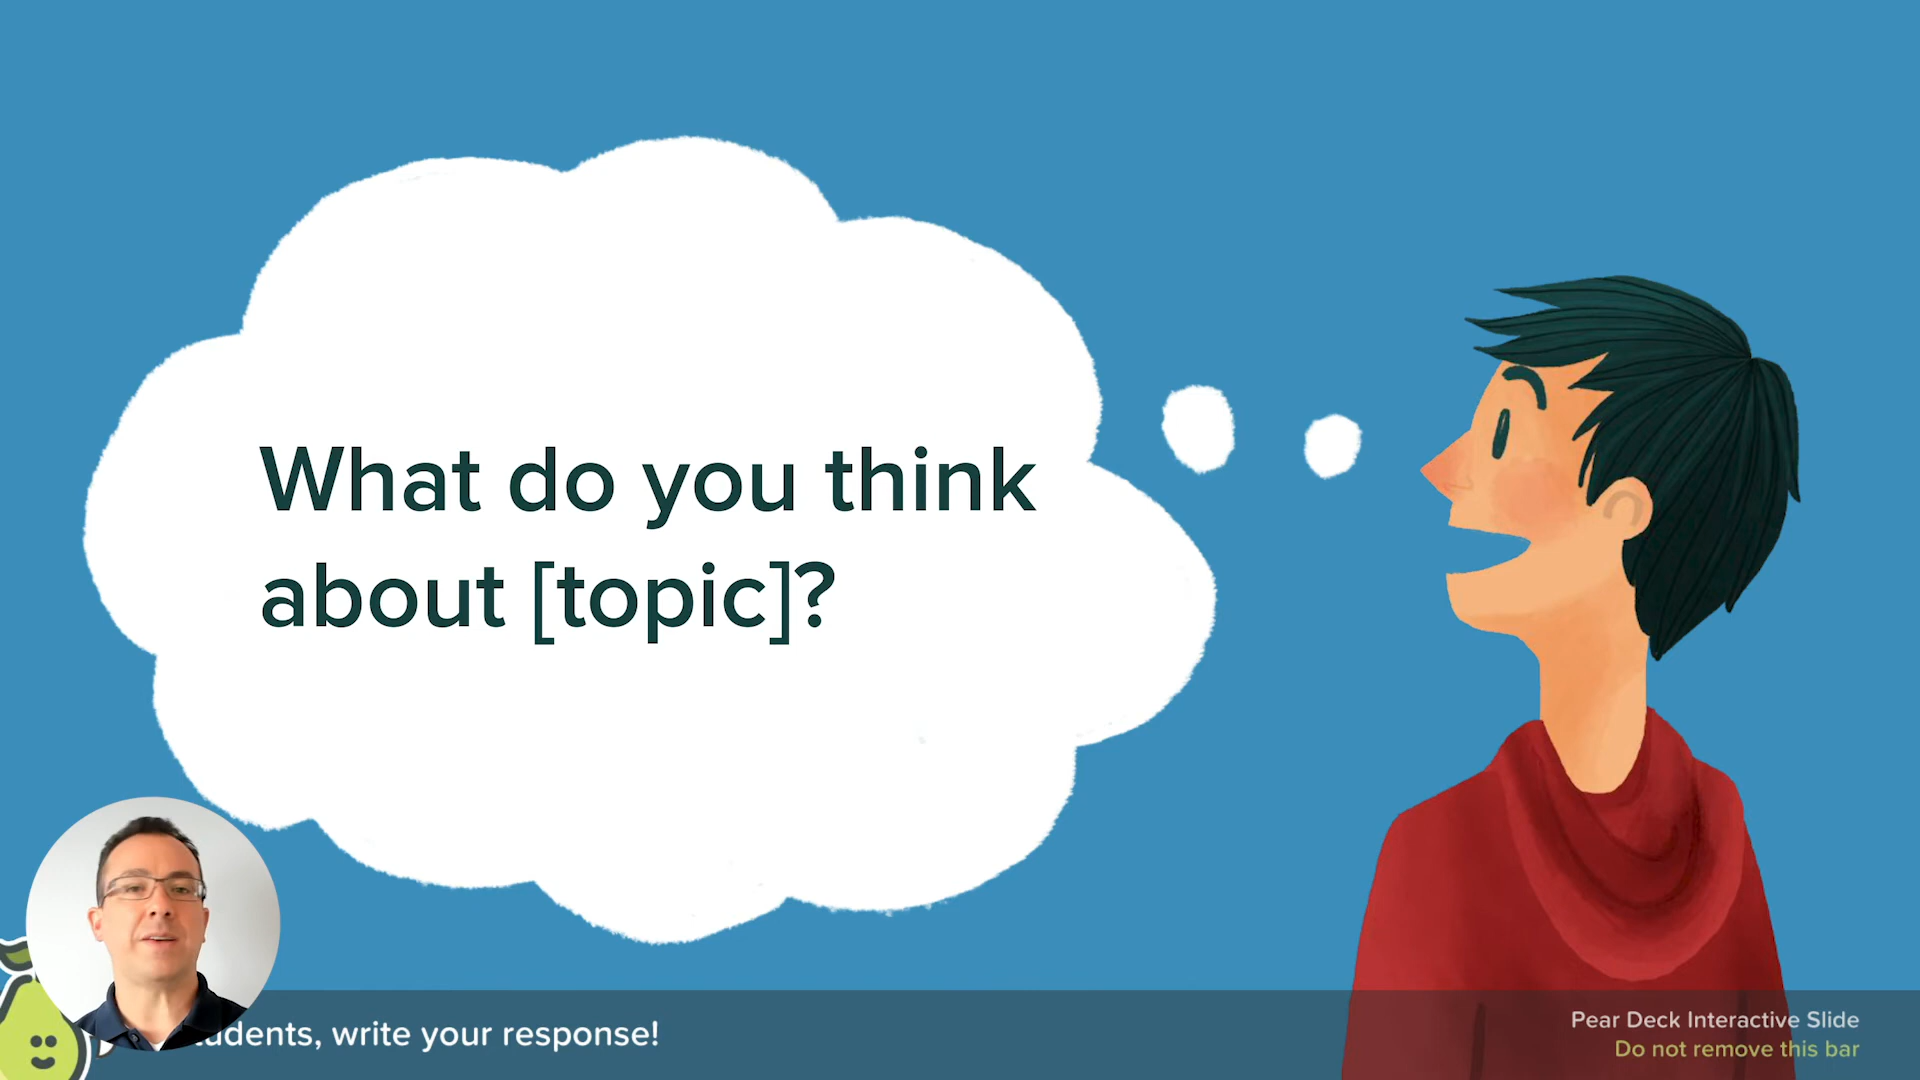 What do you think
about [topic]?
write your response!
Pear Deck Interactive Slide
Do not remove this bar